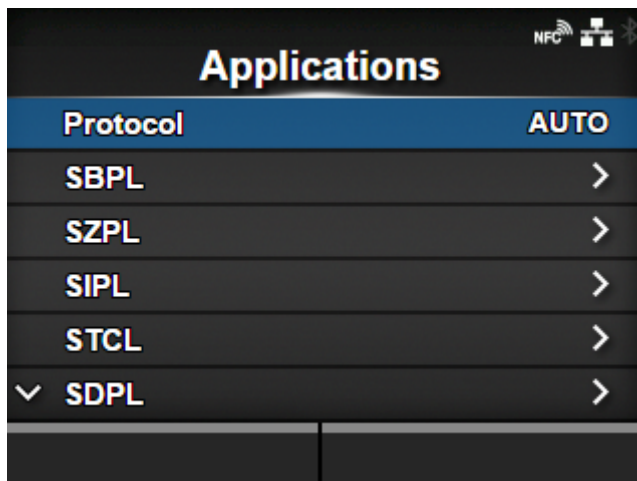 NFC
Applications
Protocol AUTO
SBPL
SZPL
SIPL
STCL
SDPL